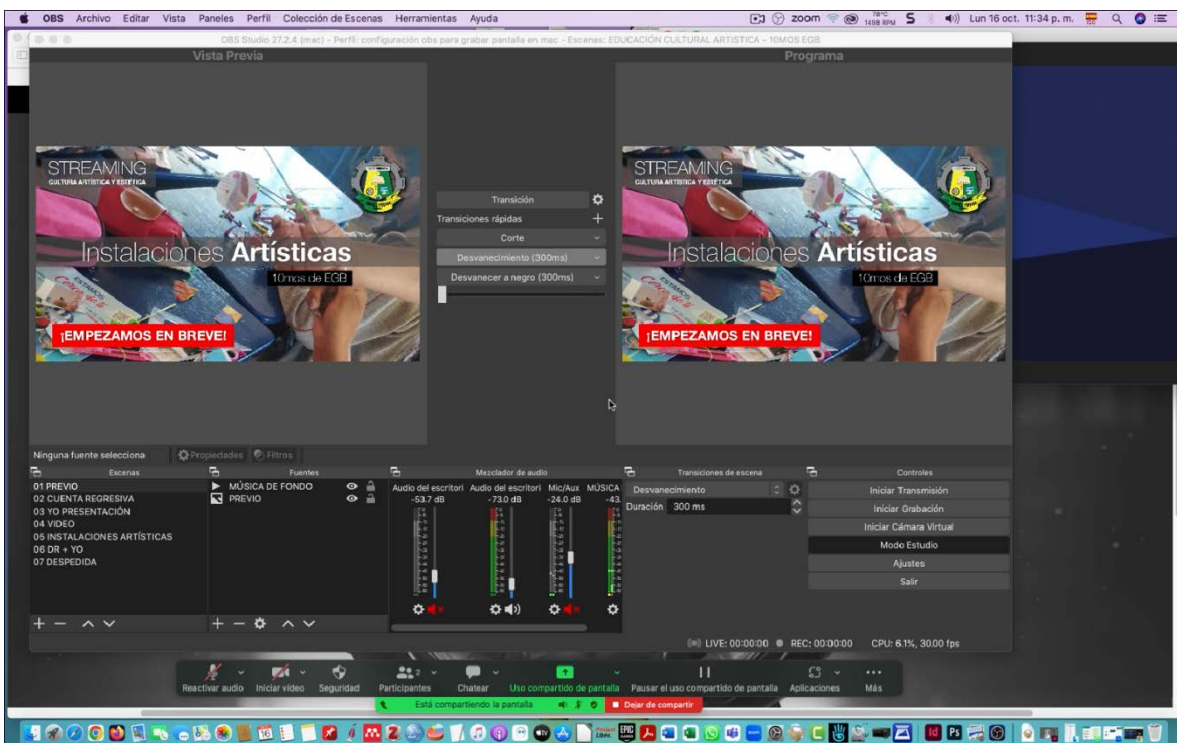 OBS Archivo Editar Vista Paneles Perfil Colección de Escenas Herramientas Ayuda
zoom 78°C 1498 RPM Lun 16 oct. 11:34 p. m.
OBS Studio 27.2.4 (mac) - Perfil: configuración obs para grabar pantalla en mac - Escenas: EDUCACIÓN CULTURAL ARTISTICA - 10MOS EGB
Vista Previa
Programa
STREAMING
CULTURA ARTÍSTICA Y ESTÉTICA
Instalaciones Artísticas
10mos de EGB
¡EMPEZAMOS EN BREVE!
Transición
Transiciones rápidas
Corte
Desvanecimiento (300ms)
Desvanecer a negro (300ms)
STREAMING
CULTURA ARTÍSTICA Y ESTÉTICA
Instalaciones Artísticas
10mos de EGB
¡EMPEZAMOS EN BREVE!
Ninguna fuente selecciona Propiedades Filtros
Escenas
01 PREVIO
02 CUENTA REGRESIVA
03 YO PRESENTACIÓN
04 VIDEO
05 INSTALACIONES ARTÍSTICAS
06 DR + YO
07 DESPEDIDA
Fuentes
MÚSICA DE FONDO
PREVIO
Mezclador de audio
Audio del escritori Audio del escritori Mic/Aux MÚSICA
-53.7 dB -73.0 dB -24.0 dB -43.
Transiciones de escena
Desvanecimiento
Duración 300 ms
Controles
Iniciar Transmisión
Iniciar Grabación
Iniciar Cámara Virtual
Modo Estudio
Ajustes
Salir
LIVE: 00:00:00 REC: 00:00:00 CPU: 6.1%, 30.00 fps
2
Reactivar audio Iniciar video Seguridad Participantes Chatear Uso compartido de pantalla Pausar el uso compartido de pantalla Aplicaciones Más
Está compartiendo la pantalla Dejar de compartir